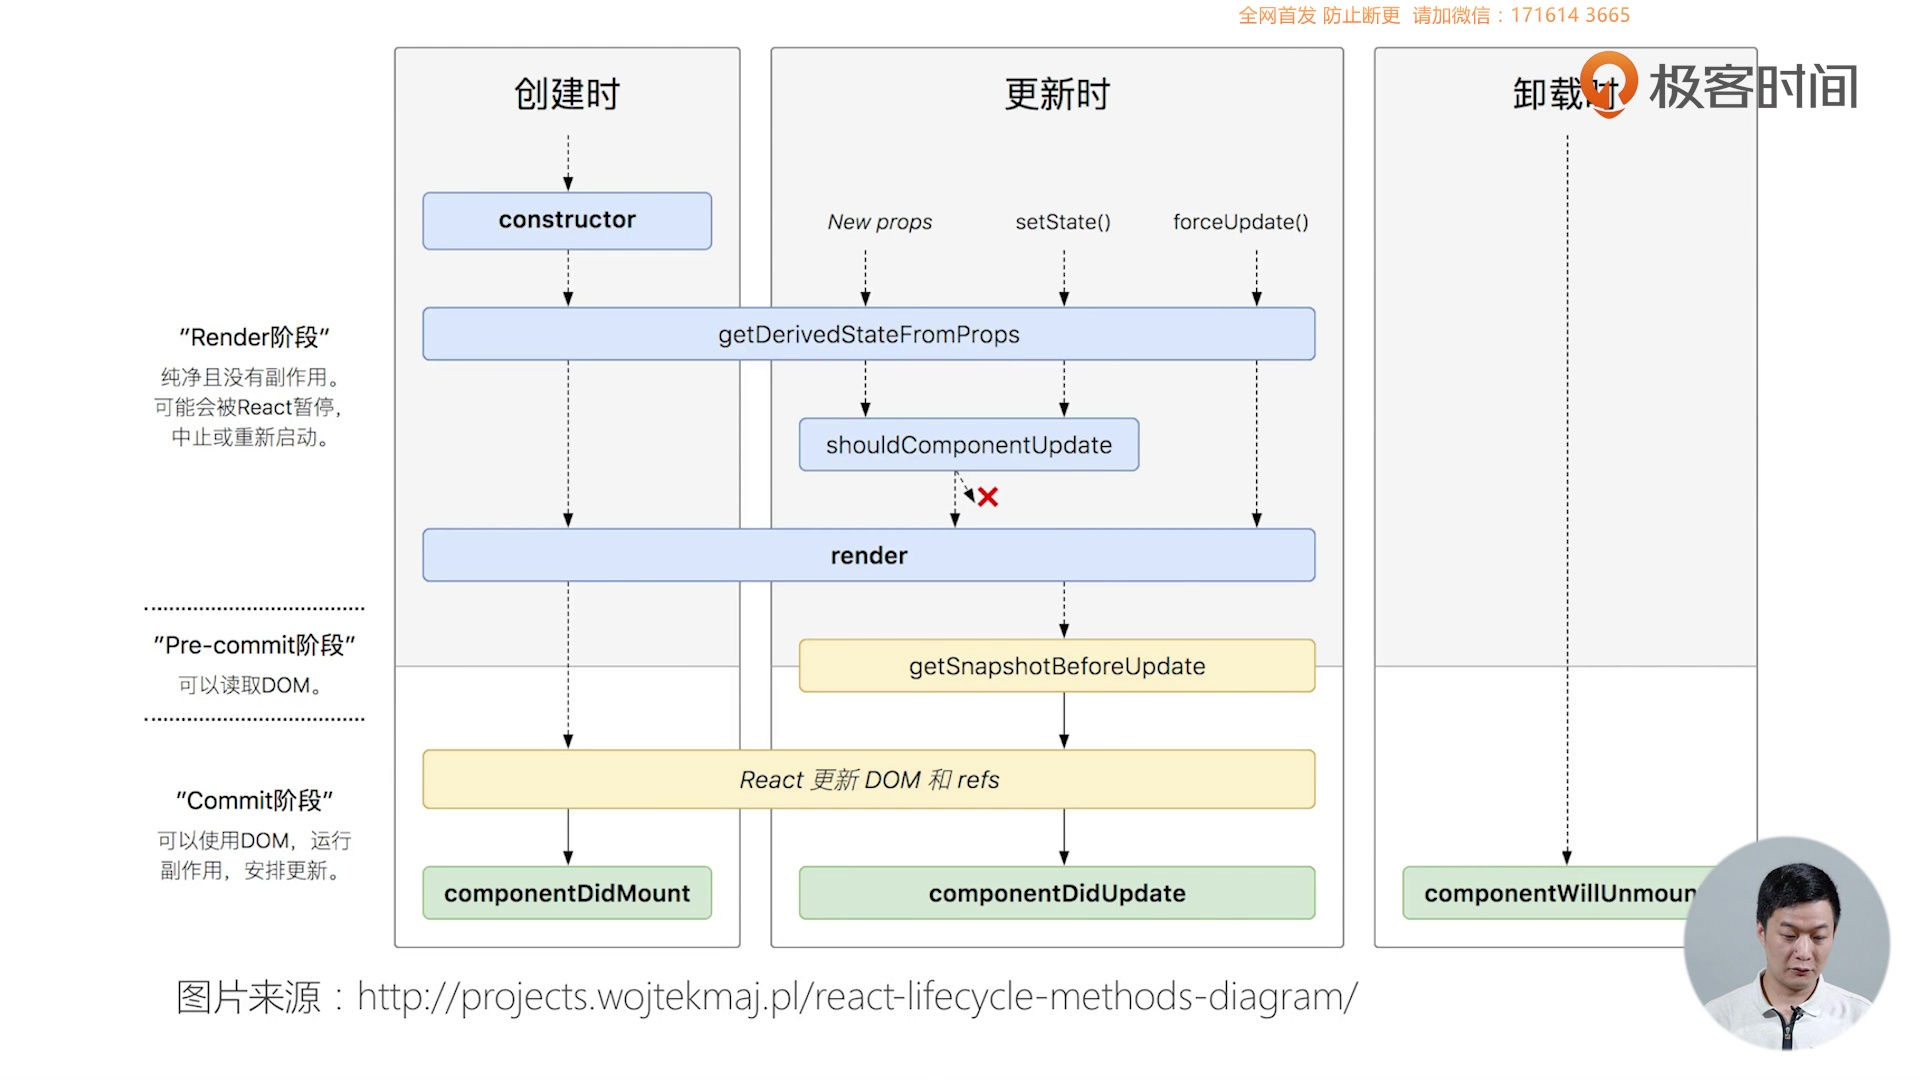 全网首发 防止断更 请加微信：171614 3665
极客时间
创建时
更新时
卸载时
constructor
New props
setState()
forceUpdate()
getDerivedStateFromProps
"Render阶段"
纯净且没有副作用。
可能会被React暂停，
中止或重新启动。
shouldComponentUpdate
render
"Pre-commit阶段"
可以读取DOM。
getSnapshotBeforeUpdate
React 更新 DOM 和 refs
"Commit阶段"
可以使用DOM，运行
副作用，安排更新。
componentDidMount
componentDidUpdate
componentWillUnmoun
图片来源：http://projects.wojtekmaj.pl/react-lifecycle-methods-diagram/